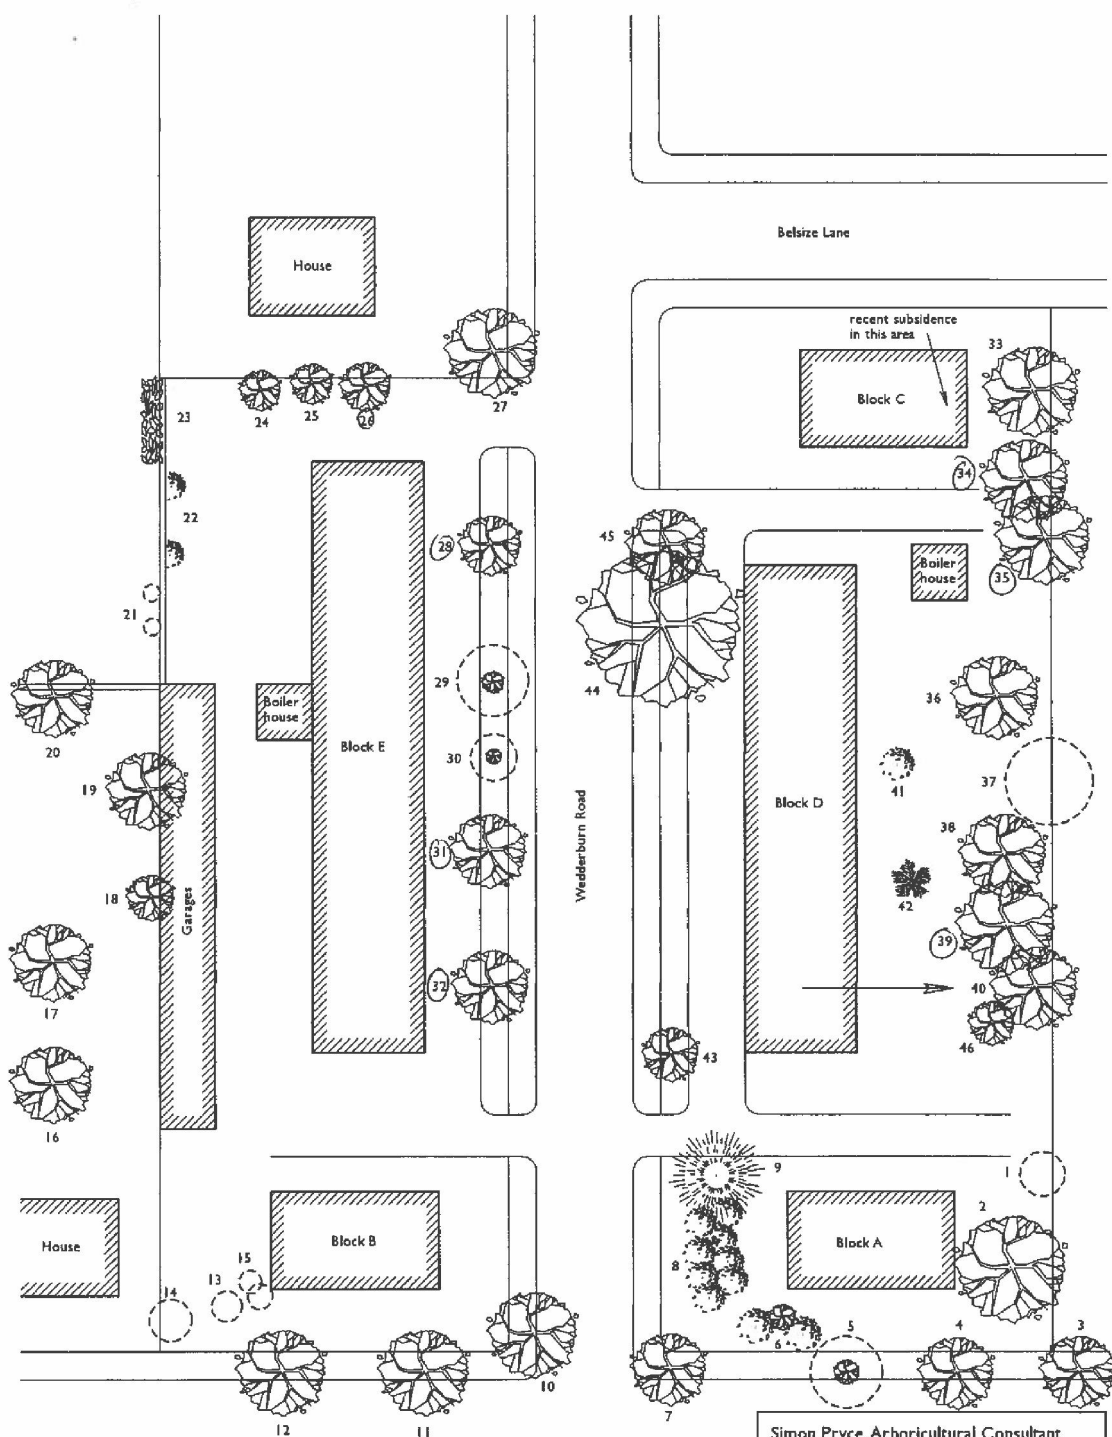 Belsize Lane
House
recent subsidence
in this area
33
Block C
27
23
24
25
26
34
22
28
45
Boiler
house
35
21
29
44
36
20
Boiler
house
Block E
30
41
37
19
Block D
38
31
Wedderburn Road
18
Garages
42
39
32
40
17
46
43
16
9
1
2
House
Block B
Block A
15
8
13
14
5
4
3
6
10
7
12
11
Simon Pryce Arboricultural Consultant